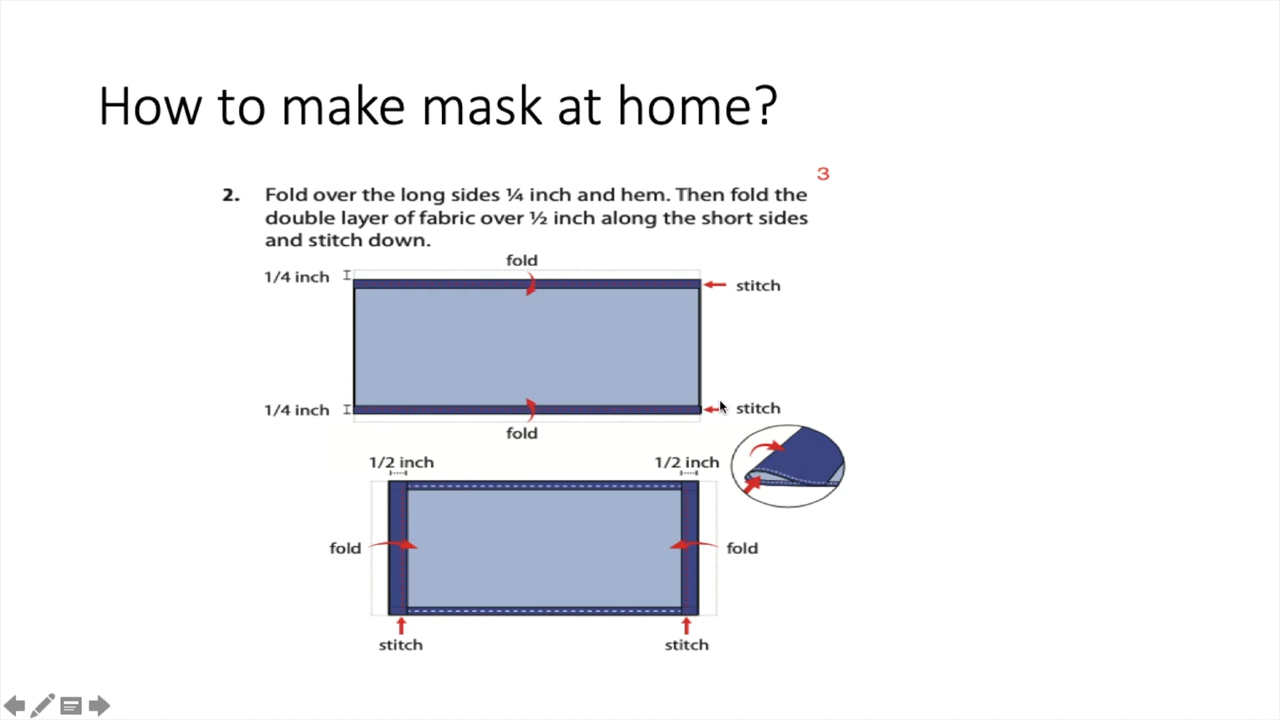 How to make mask at home?
3
2. Fold over the long sides ¼ inch and hem. Then fold the
double layer of fabric over ½ inch along the short sides
and stitch down.
fold
1/4 inch
stitch
1/4 inch
stitch
fold
1/2 inch 1/2 inch
fold fold
stitch stitch